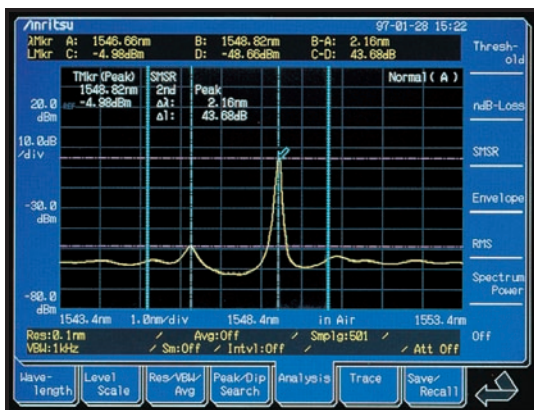 Anritsu 97-01-28 15:22
λMkr A: 1546.66nm B: 1548.82nm B-A: 2.16nm
LMkr C: -4.98dBm D: -48.66dBm C-D: 43.68dB
Thresh-
old
TMkr(Peak) SMSR Normal(A)
1548.82nm 2nd Peak
-4.98dBm Δλ: 2.16nm
Δl: 43.68dB
20.0 REF
dBm
ndB-Loss
10.0dB
/div
SMSR
Envelope
-30.0
dBm
RMS
Spectrum
Power
-80.0
dBm
1543.4nm 1.0nm/div 1548.4nm in Air 1553.4nm
Res:0.1nm / Avg:Off / Smplg:501 /
VBW:1kHz / Sm:Off / Intvl:Off / / Att Off
Off
Wave-
length
Level
Scale
Res/VBW/
Avg
Peak/Dip
Search
Analysis
Trace
Save/
Recall